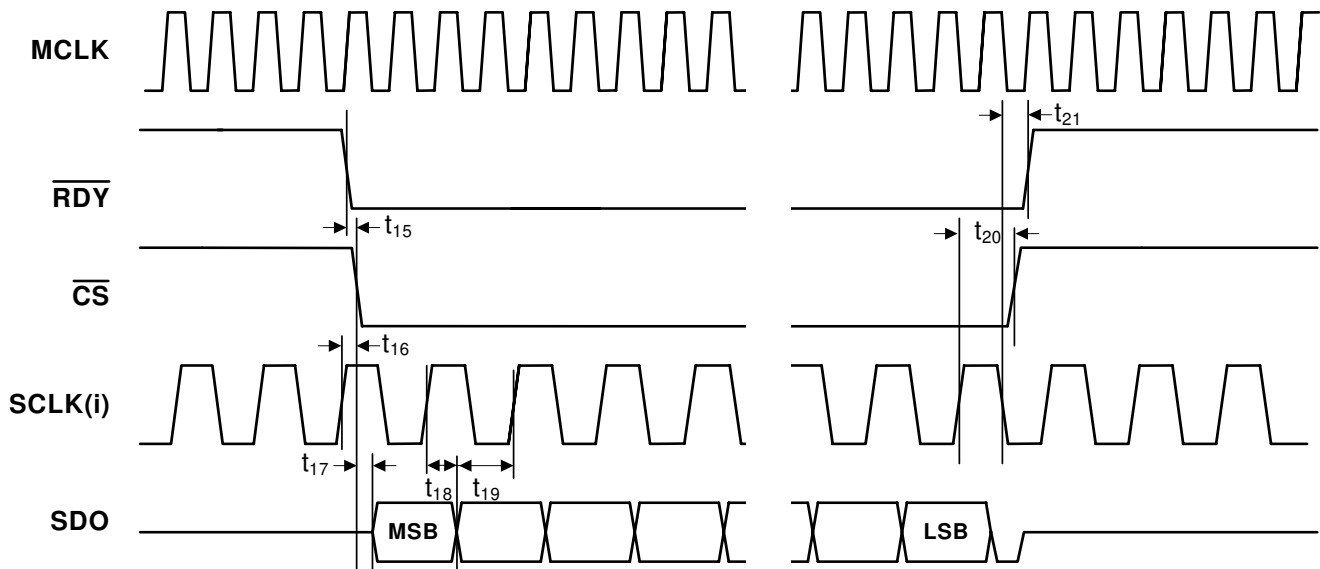 MCLK
t21
RDY
t15
t20
CS
t16
SCLK(i)
t17
t18
t19
SDO
MSB
LSB